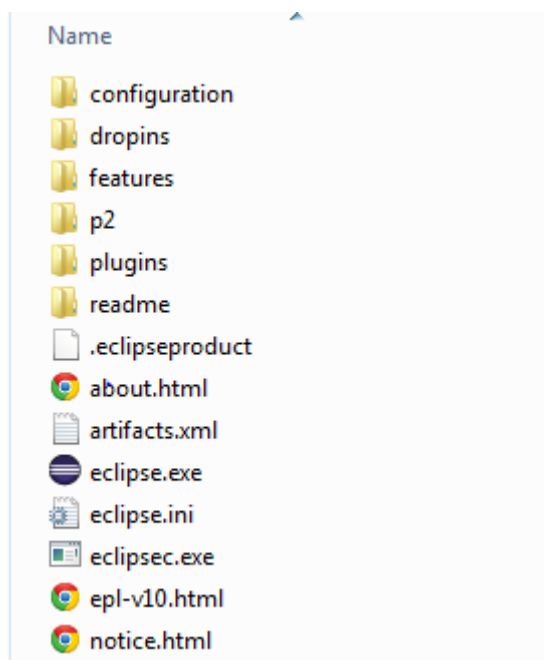 Name
configuration
dropins
features
p2
plugins
readme
.eclipseproduct
about.html
artifacts.xml
eclipse.exe
eclipse.ini
eclipsec.exe
epl-v10.html
notice.html